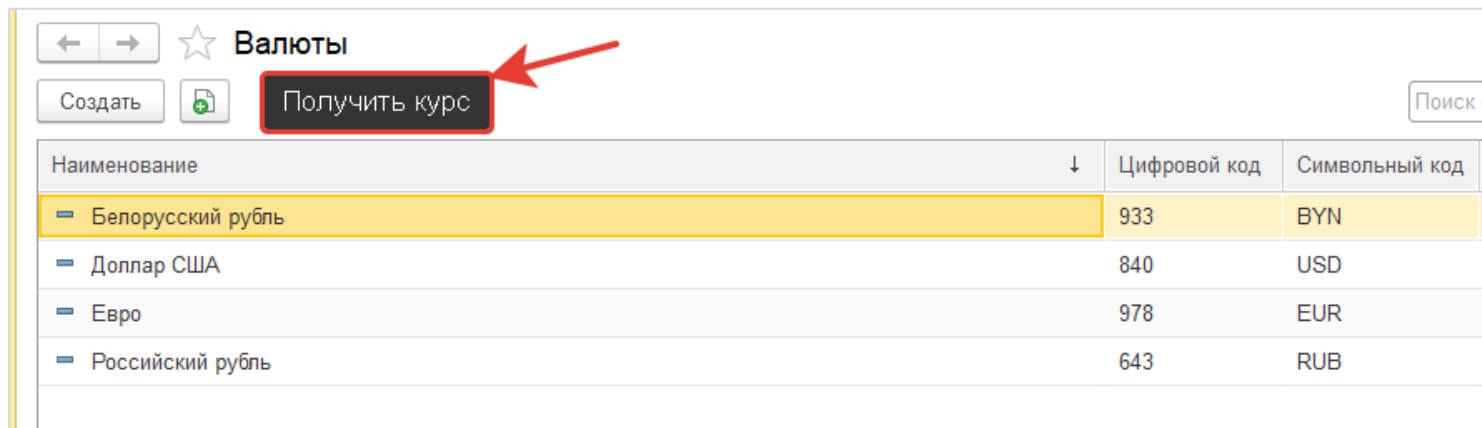 Валюты
Создать Получить курс Поиск
Наименование ↓ Цифровой код Символьный код
Белорусский рубль 933 BYN
Доллар США 840 USD
Евро 978 EUR
Российский рубль 643 RUB